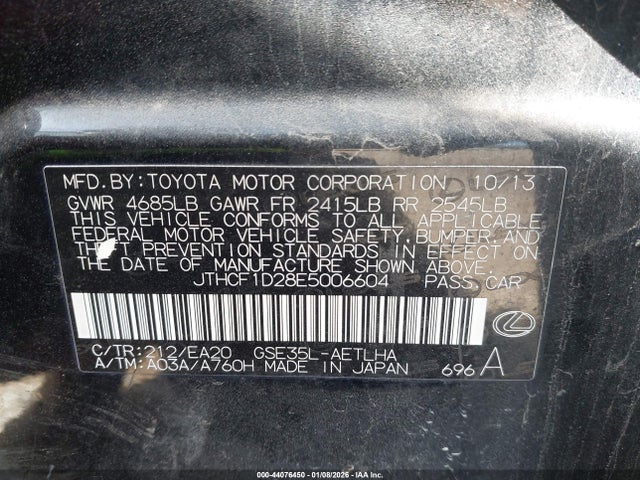 MFD.BY:TOYOTA MOTOR CORPORATION 10/13
GVWR 4685LB GAWR FR 2415LB RR 2545LB
THIS VEHICLE CONFORMS TO ALL APPLICABLE
FEDERAL MOTOR VEHICLE SAFETY, BUMPER, AND
THEFT PREVENTION STANDARDS IN EFFECT ON
THE DATE OF MANUFACTURE SHOWN ABOVE.
JTHCF1D28E5006604 PASS.CAR
C/TR:212/EA20 GSE35L-AETLHA
A/TM:A03A/A760H MADE IN JAPAN 696 A
000-44076450 - 01/08/2026 - COPYRIGHT IAA, LLC